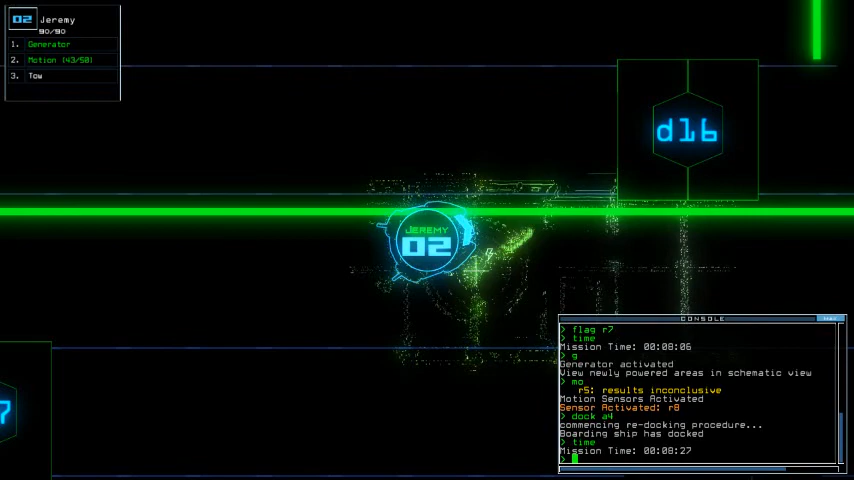 02 Jeremy
90/90
1. Generator
2. Motion (43/50)
3. Tow
d16
JEREMY
02
7
CONSOLE
> flag r7
> time
Mission Time: 00:08:06
> g
Generator activated
View newly powered areas in schematic view
> mo
r5: results inconclusive
Motion Sensors Activated
Sensor Activated: r8
> dock a4
commencing re-docking procedure...
Boarding ship has docked
> time
Mission Time: 00:08:27
>